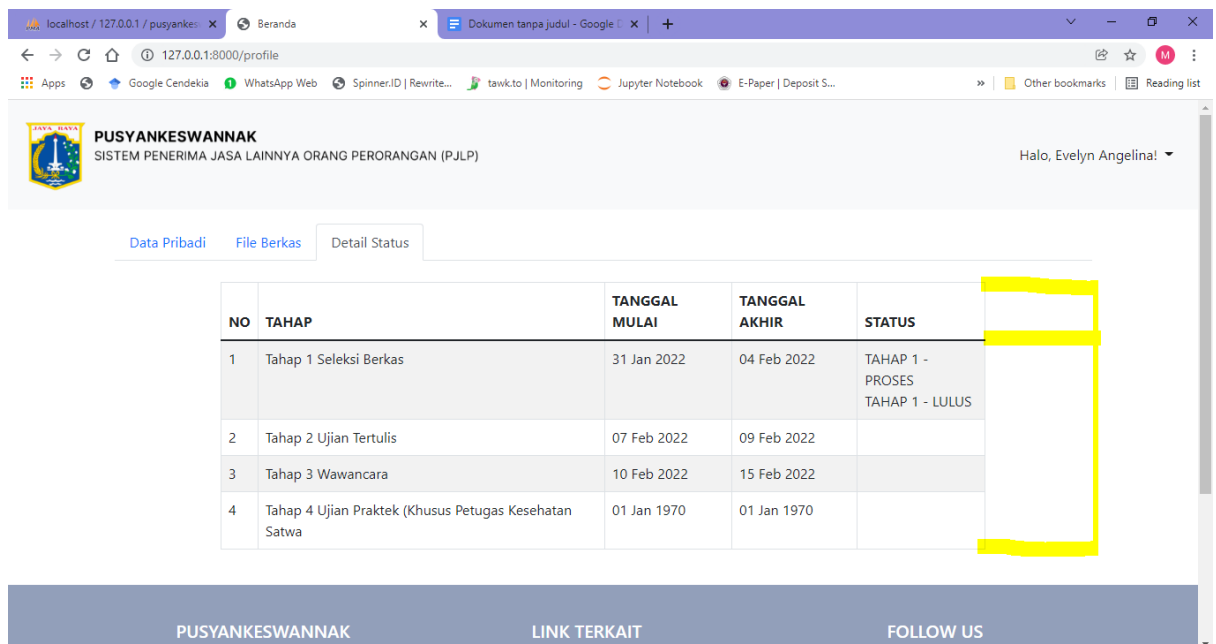 localhost / 127.0.0.1 / pusyankes
Beranda
Dokumen tanpa judul - Google D
127.0.0.1:8000/profile
M
Apps
Google Cendekia
WhatsApp Web
Spinner.ID | Rewrite...
tawk.to | Monitoring
Jupyter Notebook
E-Paper | Deposit S...
»
Other bookmarks
Reading list
JAYA RAYA
PUSYANKESWANNAK
SISTEM PENERIMA JASA LAINNYA ORANG PERORANGAN (PJLP)
Halo, Evelyn Angelina!
Data Pribadi
File Berkas
Detail Status
NO TAHAP TANGGAL MULAI TANGGAL AKHIR STATUS
1 Tahap 1 Seleksi Berkas 31 Jan 2022 04 Feb 2022 TAHAP 1 - PROSES
TAHAP 1 - LULUS
2 Tahap 2 Ujian Tertulis 07 Feb 2022 09 Feb 2022
3 Tahap 3 Wawancara 10 Feb 2022 15 Feb 2022
4 Tahap 4 Ujian Praktek (Khusus Petugas Kesehatan Satwa 01 Jan 1970 01 Jan 1970
PUSYANKESWANNAK
LINK TERKAIT
FOLLOW US